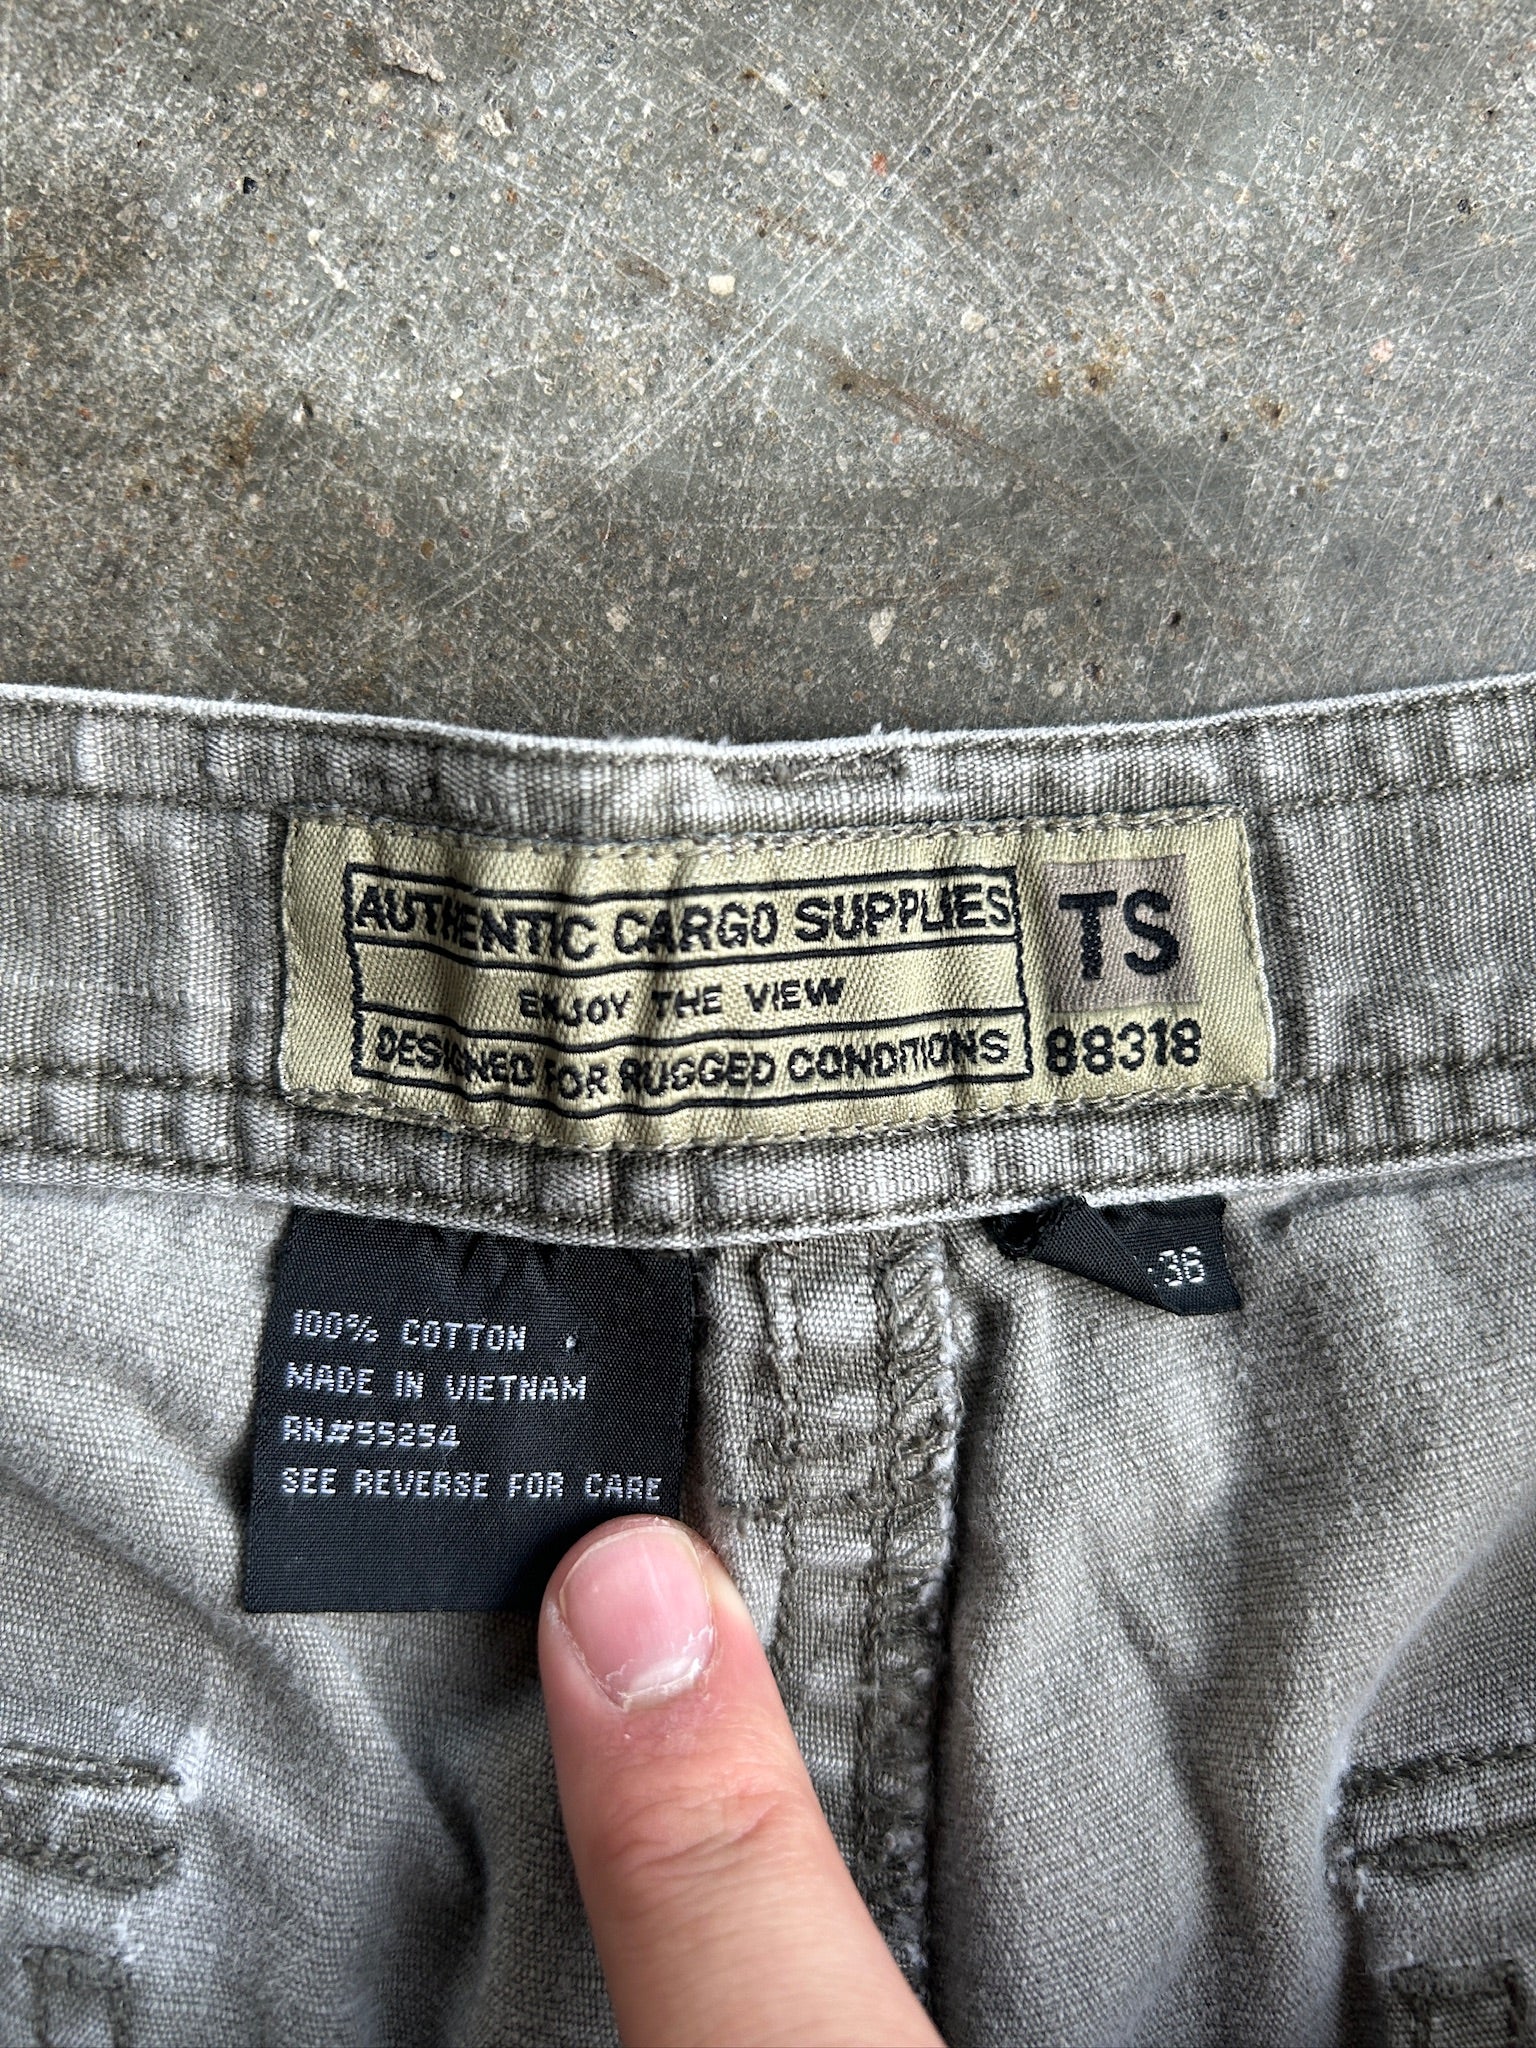 AUTHENTIC CARGO SUPPLIES
ENJOY THE VIEW
DESIGNED FOR RUGGED CONDITIONS
TS
88318
36
100% COTTON
MADE IN VIETNAM
RN#55254
SEE REVERSE FOR CARE